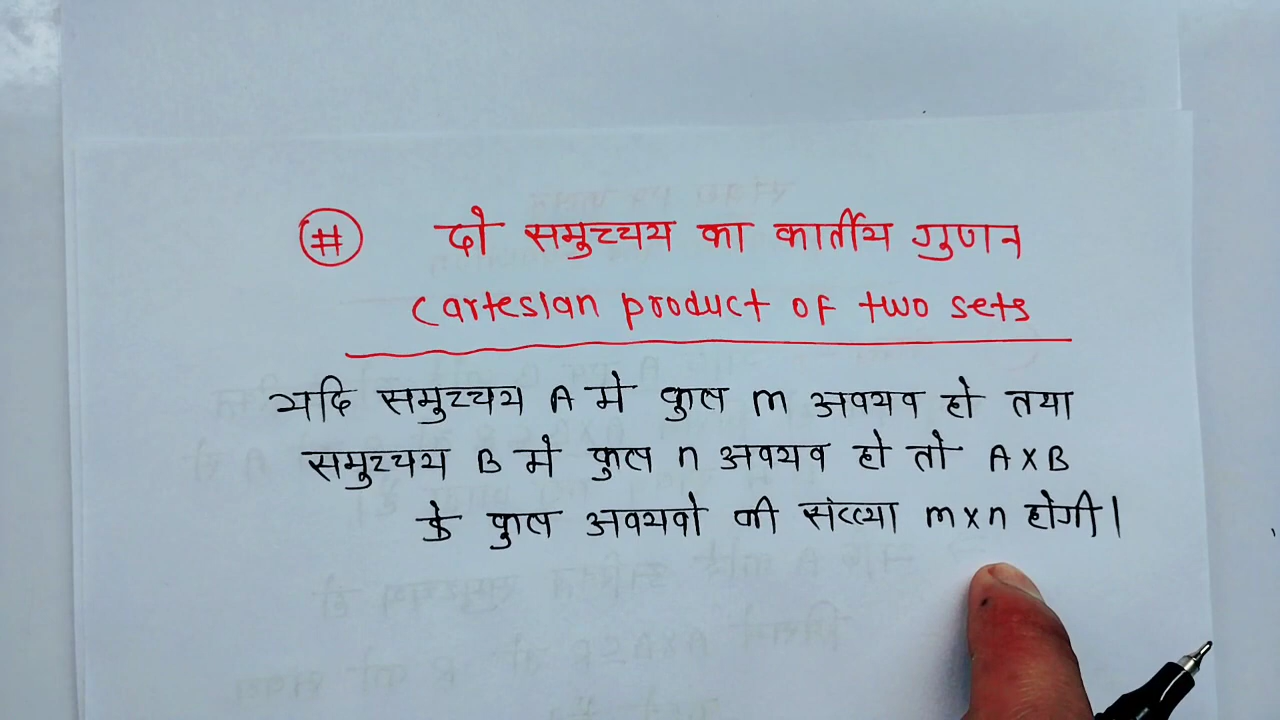 # दो समुच्चय का कार्तीय गुणन
Cartesian product of two sets
यदि समुच्चय A मे कुल m अवयव हो तथा
समुच्चय B मे कुल n अवयव हो तो A×B
के कुल अवयवो की संख्या m×n होगी।